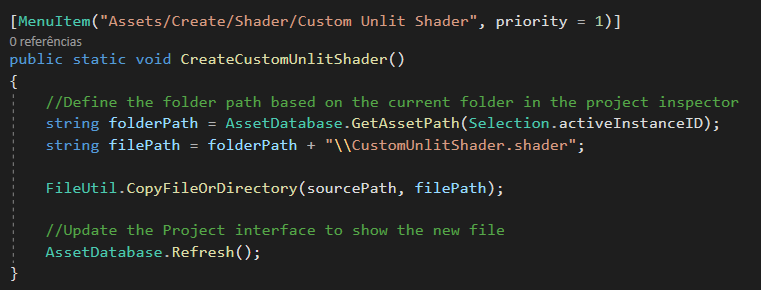 [MenuItem("Assets/Create/Shader/Custom Unlit Shader", priority = 1)]
0 referências
public static void CreateCustomUnlitShader()
{
//Define the folder path based on the current folder in the project inspector
string folderPath = AssetDatabase.GetAssetPath(Selection.activeInstanceID);
string filePath = folderPath + "\\CustomUnlitShader.shader";
FileUtil.CopyFileOrDirectory(sourcePath, filePath);
//Update the Project interface to show the new file
AssetDatabase.Refresh();
}